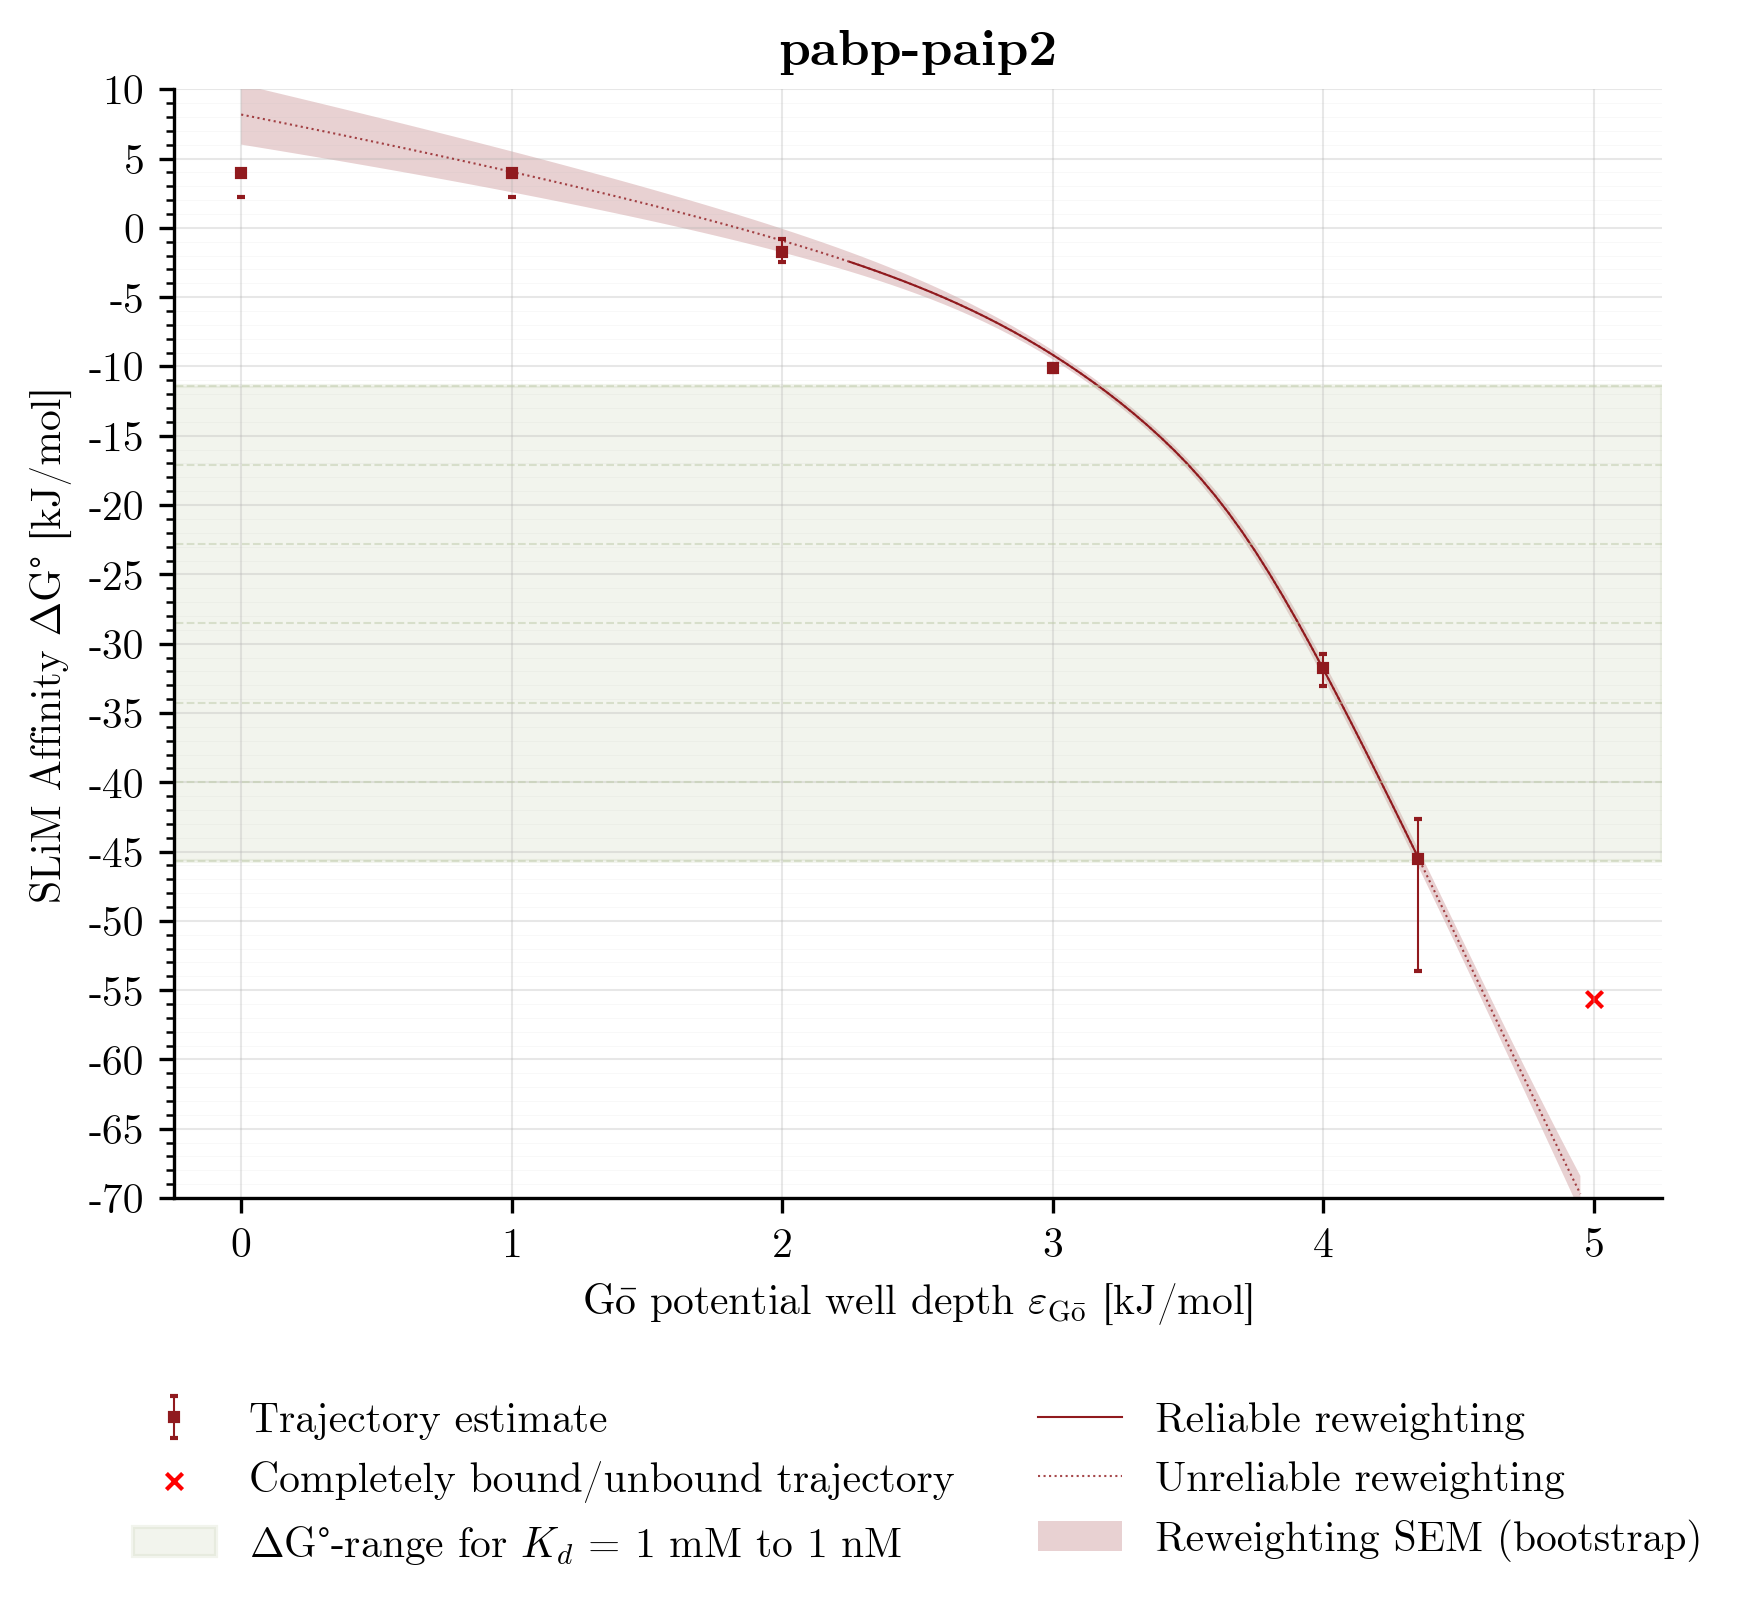 pabp-paip2
10
5
0
-5
-10
-15
-20
-25
-30
-35
-40
-45
-50
-55
-60
-65
-70
SLiM Affinity ΔG° [kJ/mol]
0 1 2 3 4 5
Gō potential well depth εGō [kJ/mol]
Trajectory estimate
Completely bound/unbound trajectory
ΔG°-range for Kd = 1 mM to 1 nM
Reliable reweighting
Unreliable reweighting
Reweighting SEM (bootstrap)